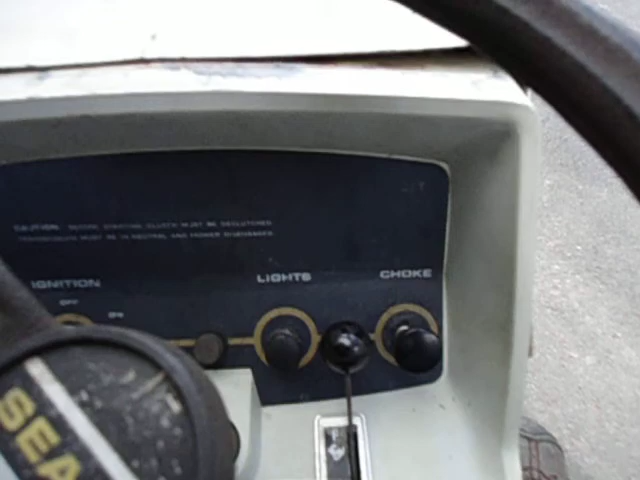 CAUTION: BEFORE STARTING CLUTCH MUST BE DECLUTCHED
TRANSMISSION MUST BE IN NEUTRAL AND MOWER DISENGAGED
IGNITION
LIGHTS
CHOKE
OFF
ON
SEA